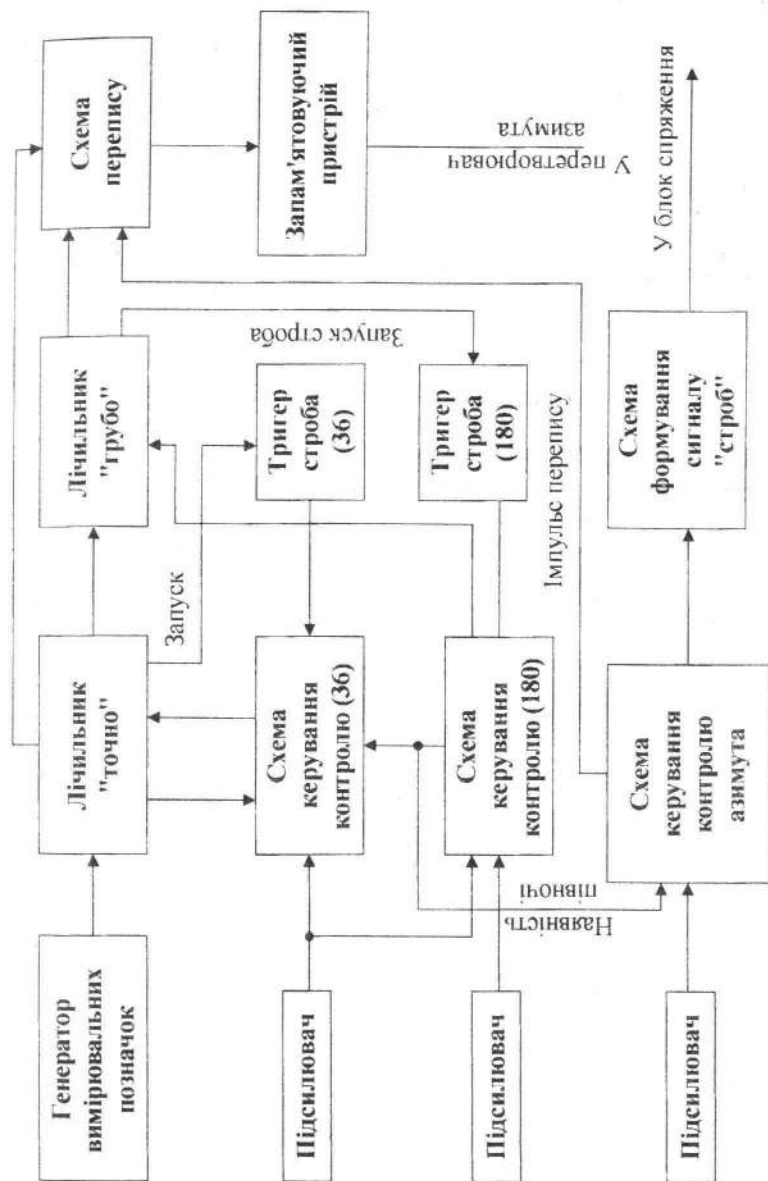 Генератор
вимірювальних
позначок
Лічильник
"точно"
Лічильник
"грубо"
Схема
перепису
Запуск
Запуск строба
Підсилювач
Схема
керування
контролю (36)
Тригер
строба
(36)
Запам'ятовуючий
пристрій
У перетворювач
азимута
Підсилювач
Схема
керування
контролю (180)
Тригер
строба
(180)
Наявність
півночі
Імпульс перепису
Підсилювач
Схема
керування
контролю
азимута
Схема
формування
сигналу
"строб"
У блок спряження